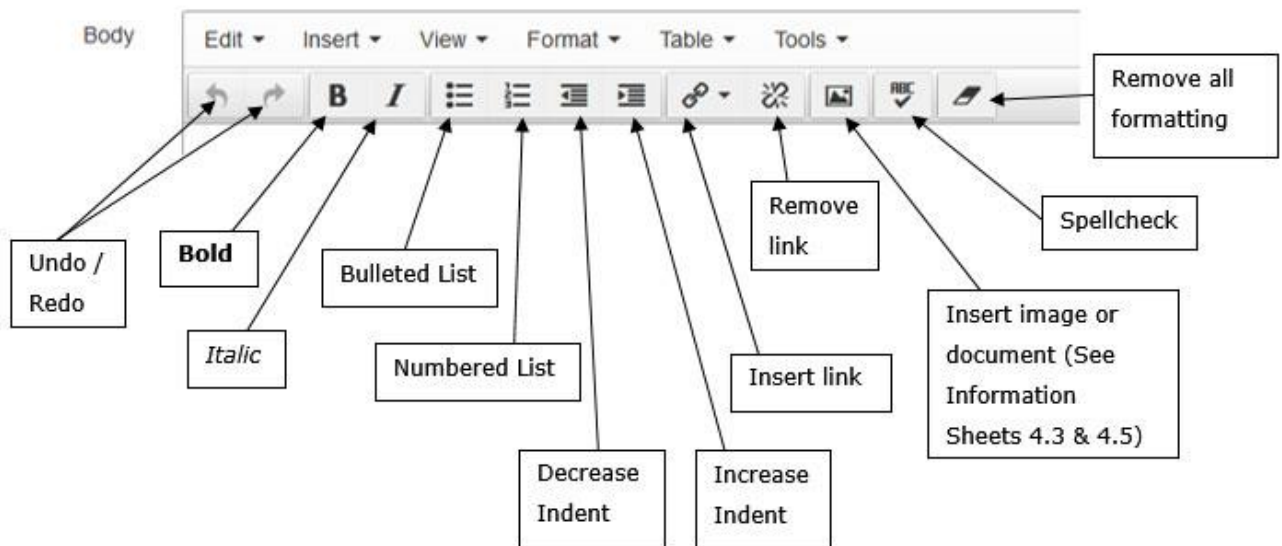 Body
Edit Insert View Format Table Tools
B I ABC
Remove all
formatting
Remove
link
Spellcheck
Undo /
Redo
Bold
Bulleted List
Italic
Numbered List
Insert link
Insert image or
document (See
Information
Sheets 4.3 & 4.5)
Decrease
Indent
Increase
Indent